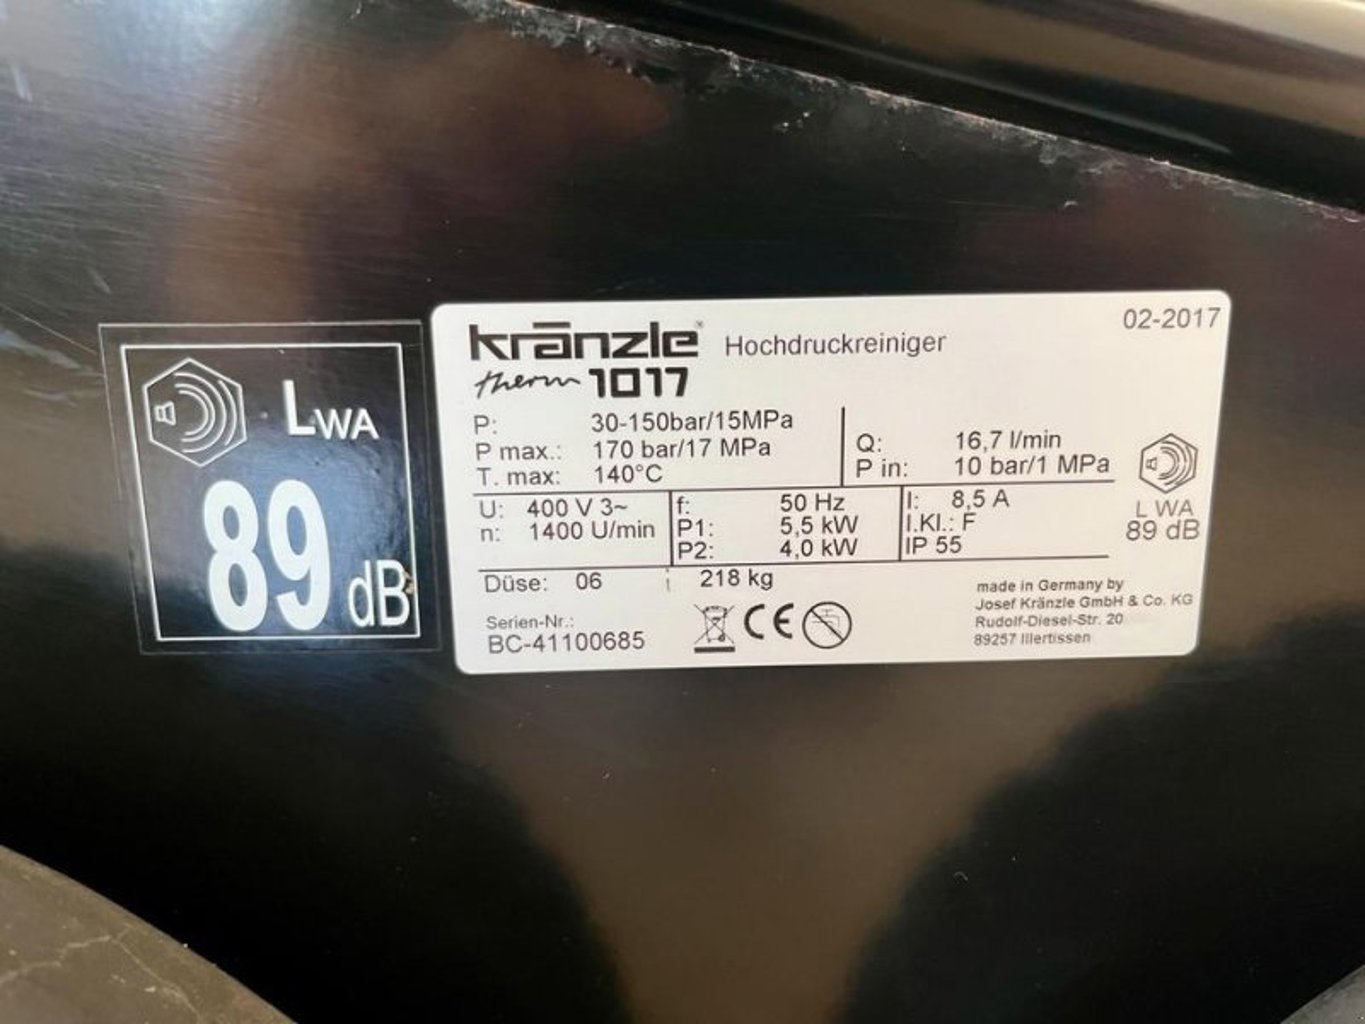 LWA
89 dB
kränzle® Hochdruckreiniger 02-2017
therm 1017
P: 30-150bar/15MPa
P max.: 170 bar/17 MPa
T. max: 140°C
Q: 16,7 l/min
P in: 10 bar/1 MPa
U: 400 V 3~
n: 1400 U/min
f: 50 Hz
P1: 5,5 kW
P2: 4,0 kW
I: 8,5 A
I.Kl.: F
IP 55
L WA
89 dB
Düse: 06 218 kg
Serien-Nr.:
BC-41100685
CE
made in Germany by
Josef Kränzle GmbH & Co. KG
Rudolf-Diesel-Str. 20
89257 Illertissen